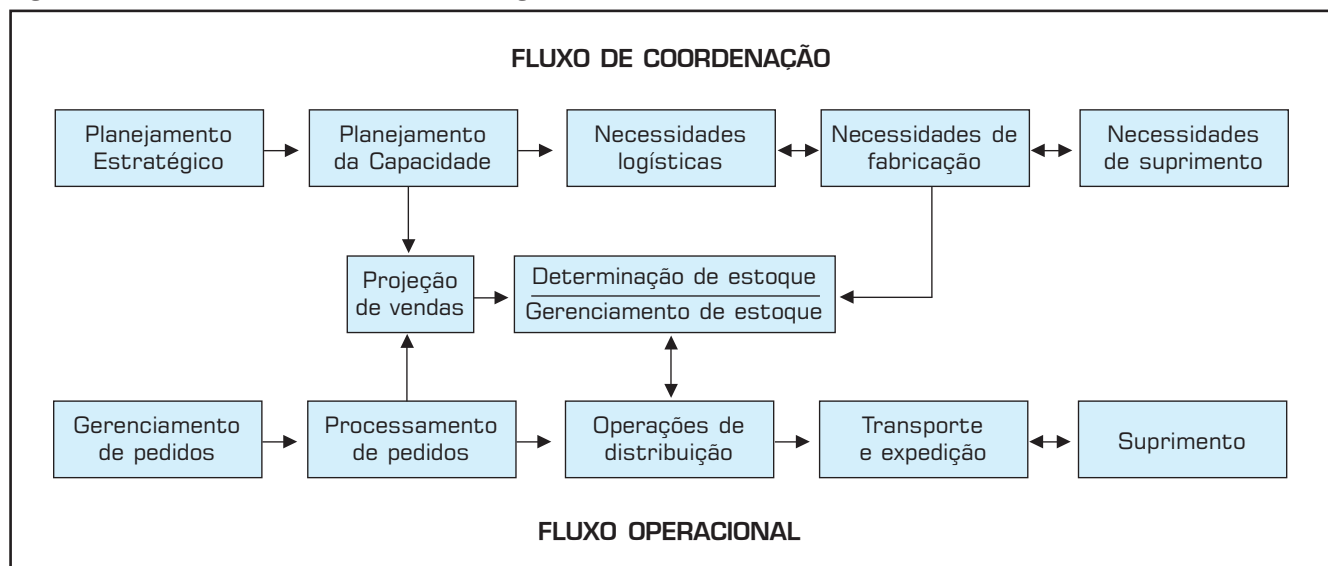 FLUXO DE COORDENAÇÃO
Planejamento
Estratégico
Planejamento
da Capacidade
Necessidades
logísticas
Necessidades de
fabricação
Necessidades
de suprimento
Projeção
de vendas
Determinação de estoque
Gerenciamento de estoque
Gerenciamento
de pedidos
Processamento
de pedidos
Operações de
distribuição
Transporte
e expedição
Suprimento
FLUXO OPERACIONAL